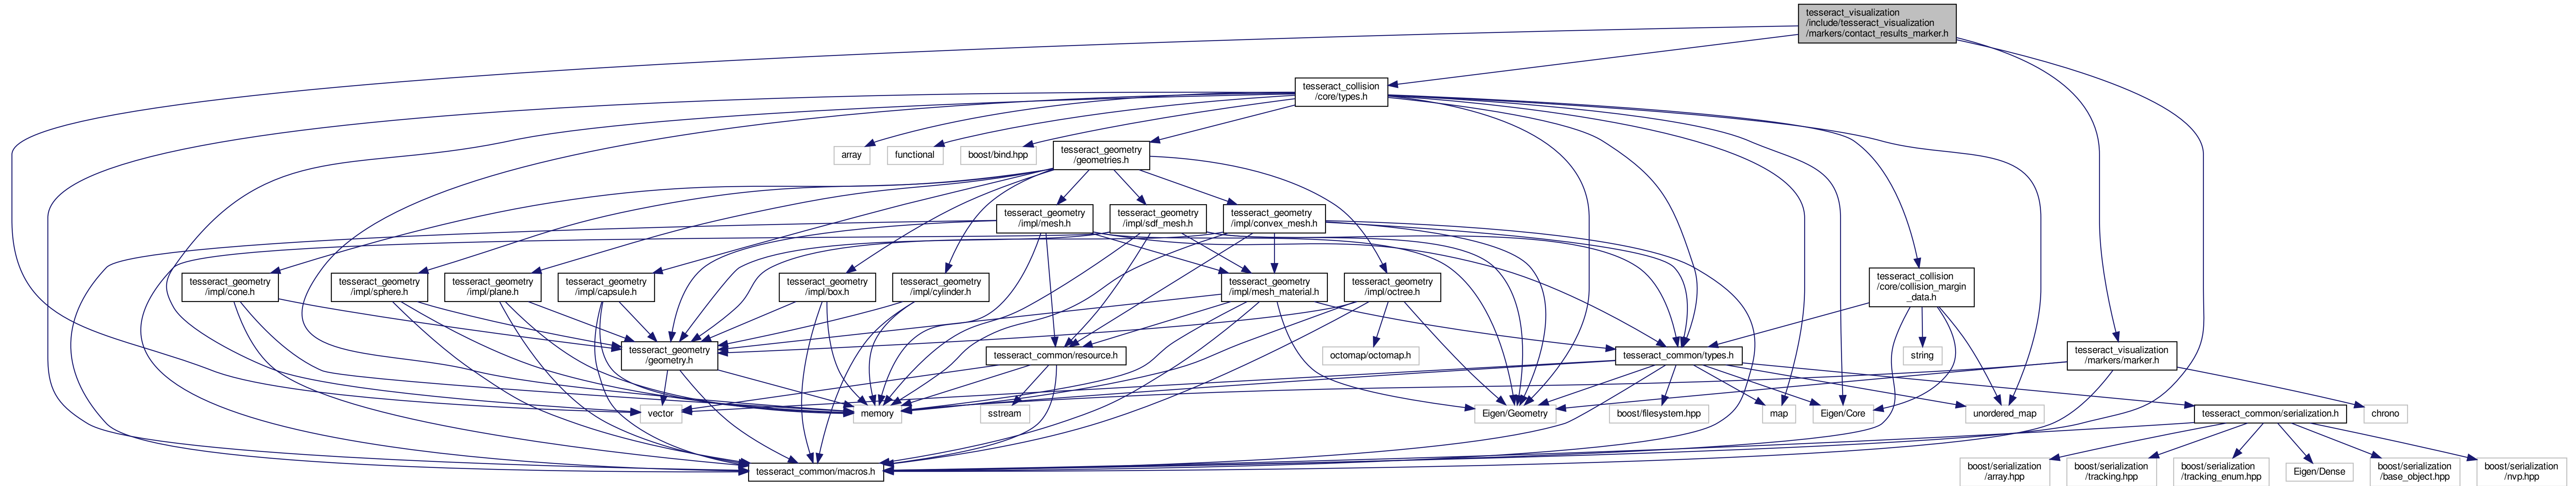 tesseract_visualization
/include/tesseract_visualization
/markers/contact_results_marker.h
tesseract_collision
/core/types.h
array
functional
boost/bind.hpp
tesseract_geometry
/geometries.h
tesseract_geometry
/impl/mesh.h
tesseract_geometry
/impl/sdf_mesh.h
tesseract_geometry
/impl/convex_mesh.h
tesseract_geometry
/impl/cone.h
tesseract_geometry
/impl/sphere.h
tesseract_geometry
/impl/plane.h
tesseract_geometry
/impl/capsule.h
tesseract_geometry
/impl/box.h
tesseract_geometry
/impl/cylinder.h
tesseract_geometry
/impl/mesh_material.h
tesseract_geometry
/impl/octree.h
tesseract_collision
/core/collision_margin
_data.h
tesseract_geometry
/geometry.h
tesseract_common/resource.h
octomap/octomap.h
tesseract_common/types.h
string
tesseract_visualization
/markers/marker.h
vector
memory
sstream
Eigen/Geometry
boost/filesystem.hpp
map
Eigen/Core
unordered_map
tesseract_common/serialization.h
chrono
tesseract_common/macros.h
boost/serialization
/array.hpp
boost/serialization
/tracking.hpp
boost/serialization
/tracking_enum.hpp
Eigen/Dense
boost/serialization
/base_object.hpp
boost/serialization
/nvp.hpp